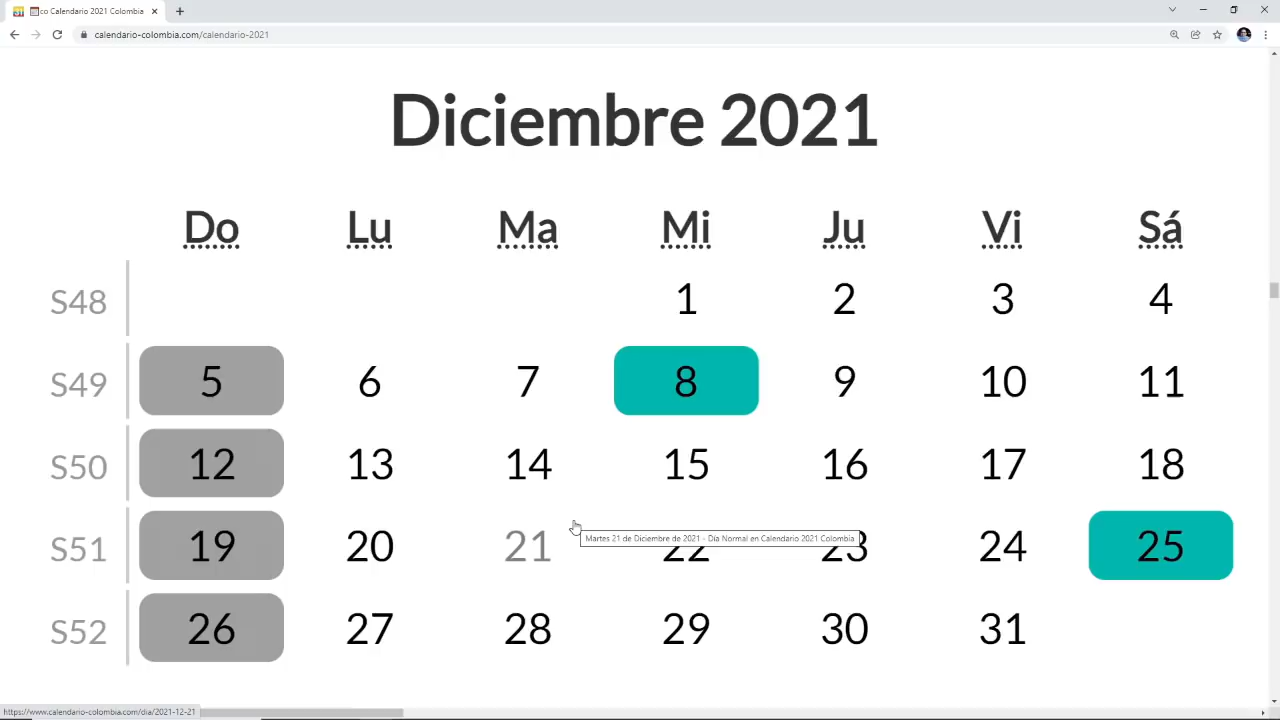 co Calendario 2021 Colombia
calendario-colombia.com/calendario-2021
Diciembre 2021
Do Lu Ma Mi Ju Vi Sá
S48 1 2 3 4
S49 5 6 7 8 9 10 11
S50 12 13 14 15 16 17 18
S51 19 20 21 22 23 24 25
Martes 21 de Diciembre de 2021 - Día Normal en Calendario 2021 Colombia
S52 26 27 28 29 30 31
https://www.calendario-colombia.com/dia/2021-12-21